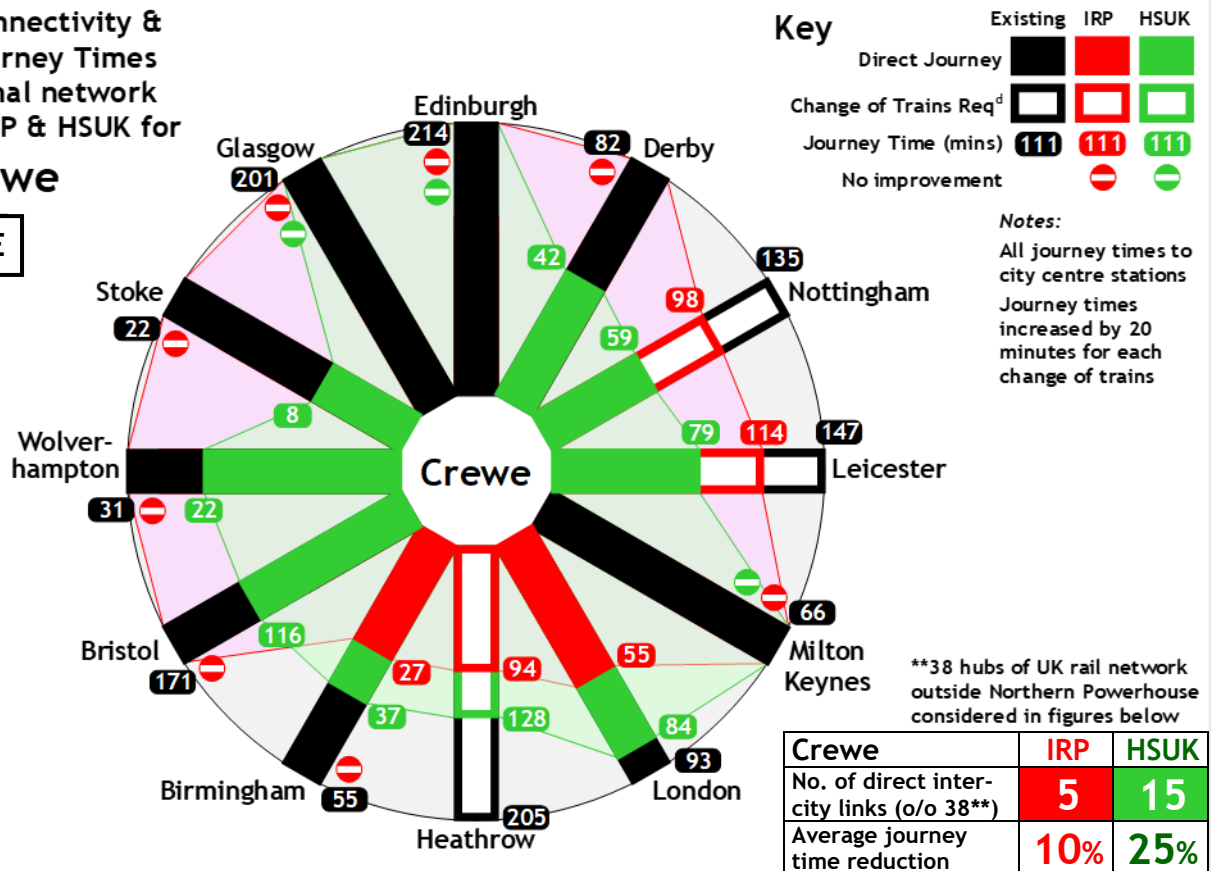 nnectivity &
rney Times
nal network
P & HSUK for
we
Key
Existing IRP HSUK
Direct Journey
Change of Trains Reqd
Journey Time (mins) 111 111 111
No improvement
Notes:
All journey times to
city centre stations
Journey times
increased by 20
minutes for each
change of trains
Edinburgh
214
82
Derby
Glasgow
201
42
135
Nottingham
98
59
Stoke
22
8
79
114
147
Leicester
Wolver-
hampton
31
22
Crewe
66
Milton
Keynes
Bristol
171
116
27
94
55
37
128
84
93
London
Birmingham
55
205
Heathrow
**38 hubs of UK rail network
outside Northern Powerhouse
considered in figures below
Crewe IRP HSUK
No. of direct inter-
city links (o/o 38**) 5 15
Average journey
time reduction 10% 25%